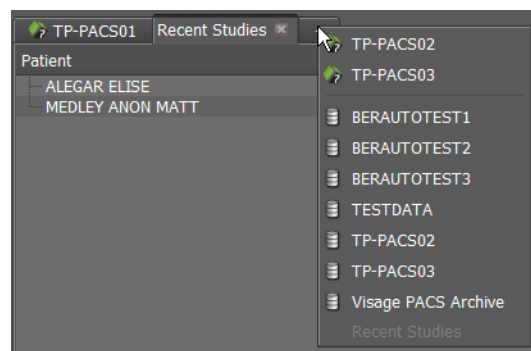 TP-PACS01 Recent Studies
Patient
ALEGAR ELISE
MEDLEY ANON MATT
TP-PACS02
TP-PACS03
BERAUTOTEST1
BERAUTOTEST2
BERAUTOTEST3
TESTDATA
TP-PACS02
TP-PACS03
Visage PACS Archive
Recent Studies